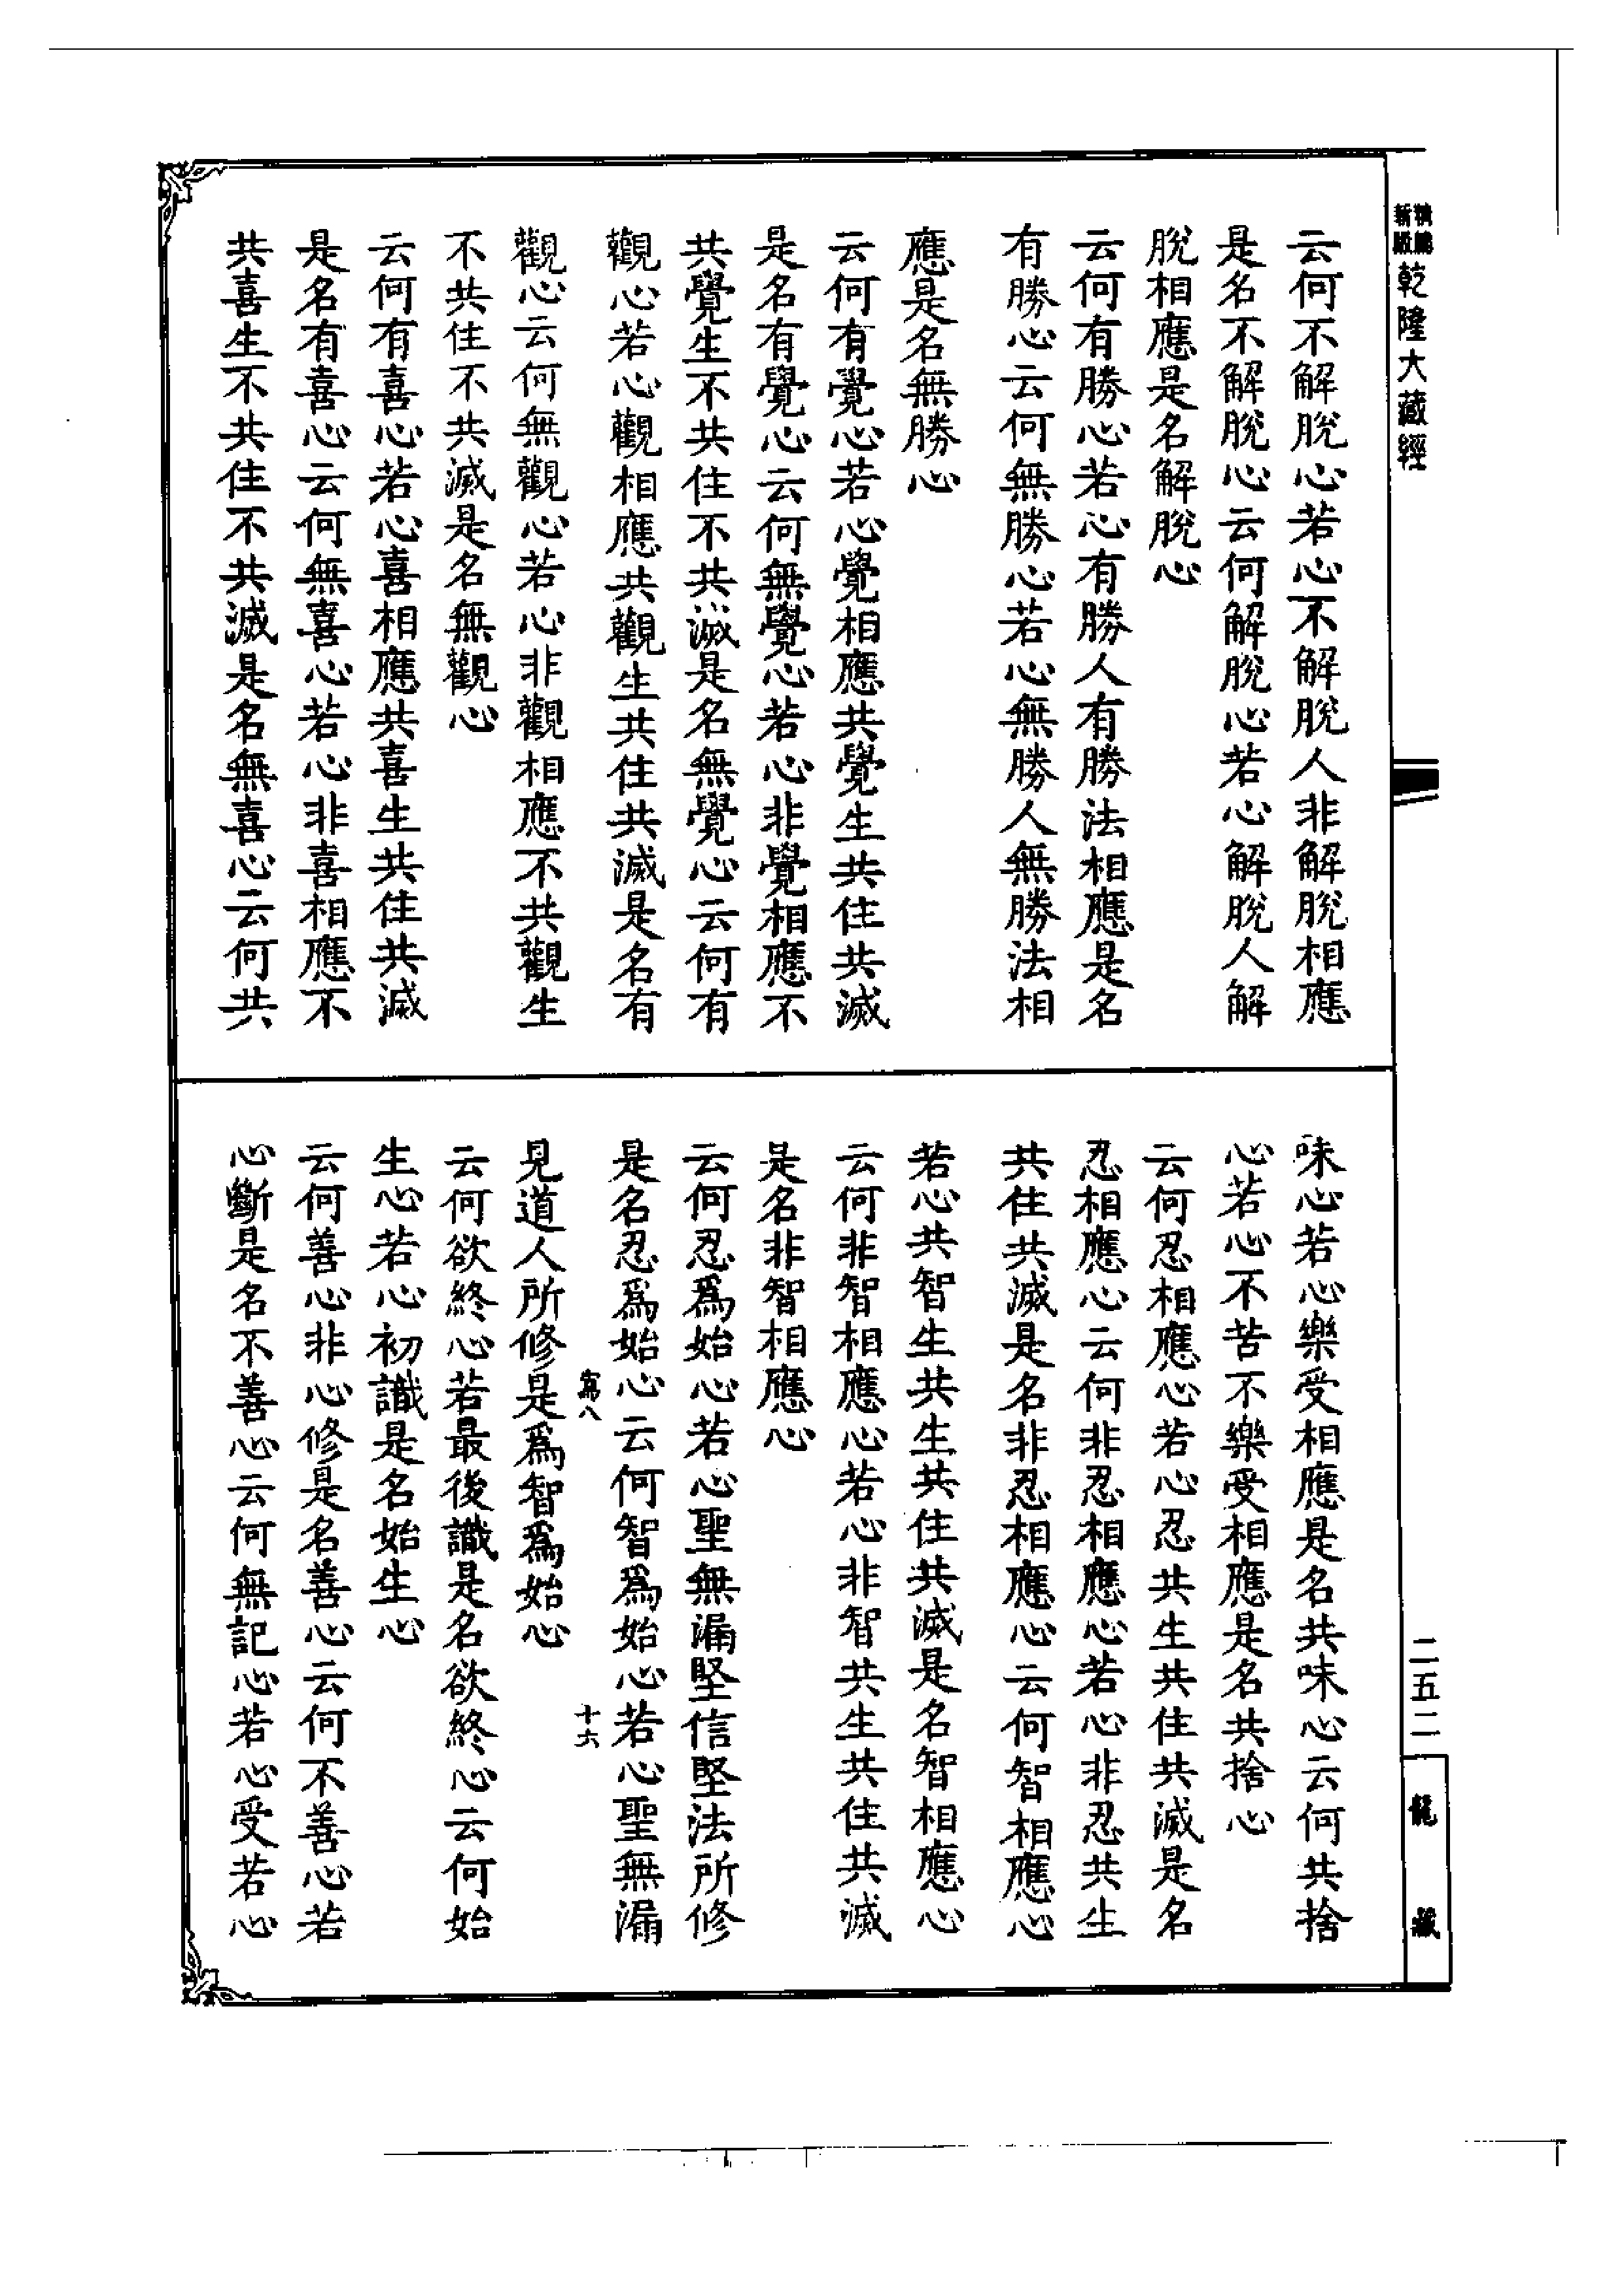 新精
版縮
乾隆大藏經
云何不解脫心若心不解脫人非解脫相應
是名不解脫心云何解脫心若心解脫人解
脫相應是名解脫心
云何有勝心若心有勝人有勝法相應是名
有勝心云何無勝心若心無勝人無勝法相
應是名無勝心
云何有覺心若心覺相應共覺生共住共滅
是名有覺心云何無覺心若心非覺相應不
共覺生不共住不共滅是名無覺心云何有
觀心若心觀相應共觀生共住共滅是名有
觀心云何無觀心若心非觀相應不共觀生
不共住不共滅是名無觀心
云何有喜心若心喜相應共喜生共住共滅
是名有喜心云何無喜心若心非喜相應不
共喜生不共住不共滅是名無喜心云何共
味心若心樂受相應是名共味心云何共捨
心若心不苦不樂受相應是名共捨心
云何忍相應心若心忍共生共住共滅是名
忍相應心云何非忍相應心若心非忍共生
共住共滅是名非忍相應心云何智相應心
若心共智生共生共住共滅是名智相應心
云何非智相應心若心非智共生共住共滅
是名非智相應心
云何忍為始心若心聖無漏堅信堅法所修
是名忍為始心云何智為始心若心聖無漏
八 十六
見道人所修是為智為始心
云何欲終心若最後識是名欲終心云何始
生心若心初識是名始生心
云何善心非心修是名善心云何不善心若
心斷是名不善心云何無記心若心受若心
二五二
龍藏